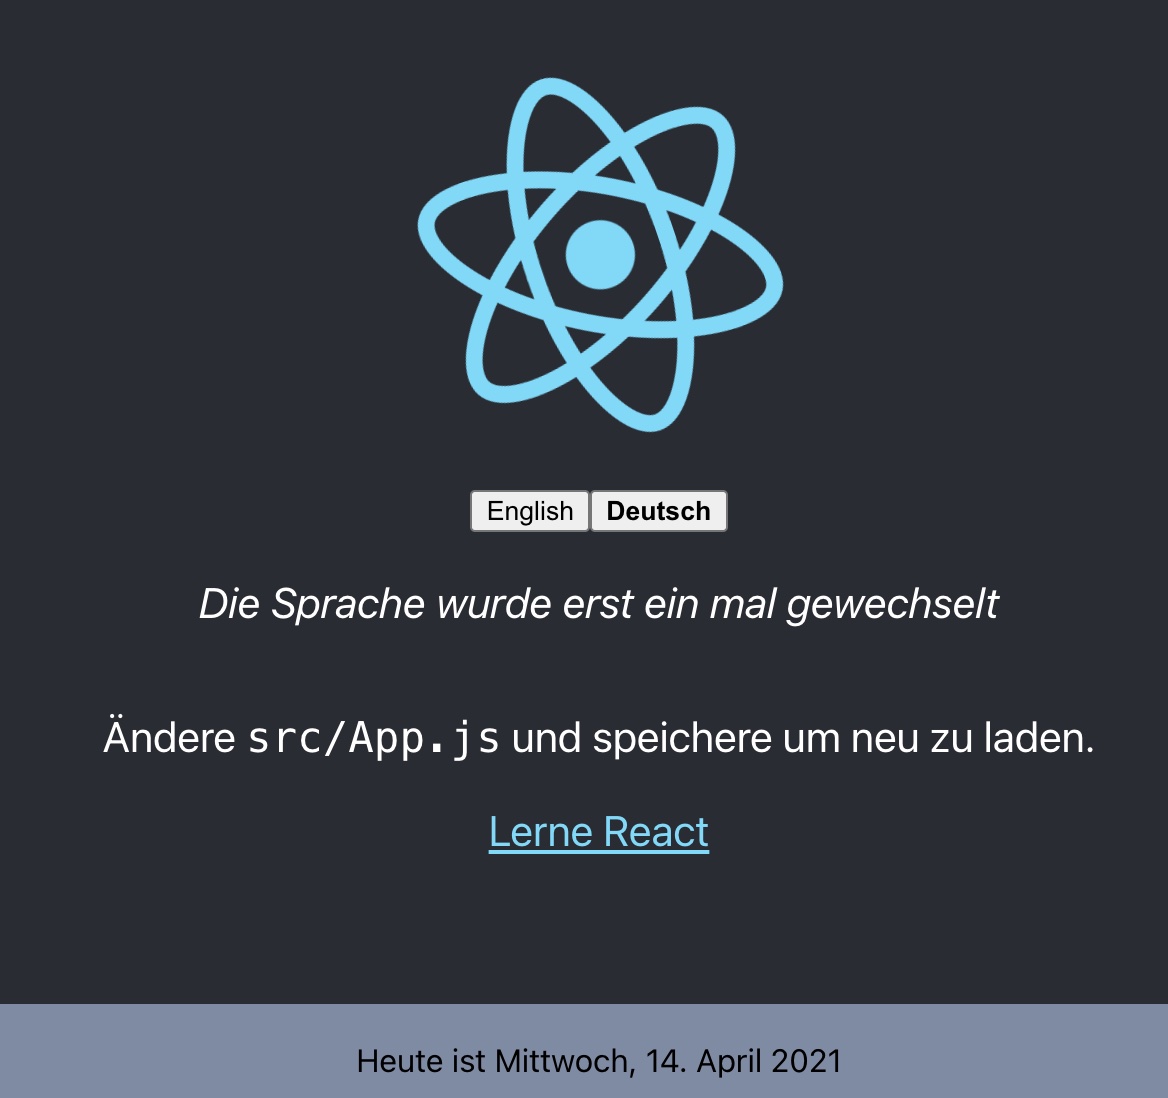 English Deutsch
Die Sprache wurde erst ein mal gewechselt
Ändere src/App.js und speichere um neu zu laden.
Lerne React
Heute ist Mittwoch, 14. April 2021